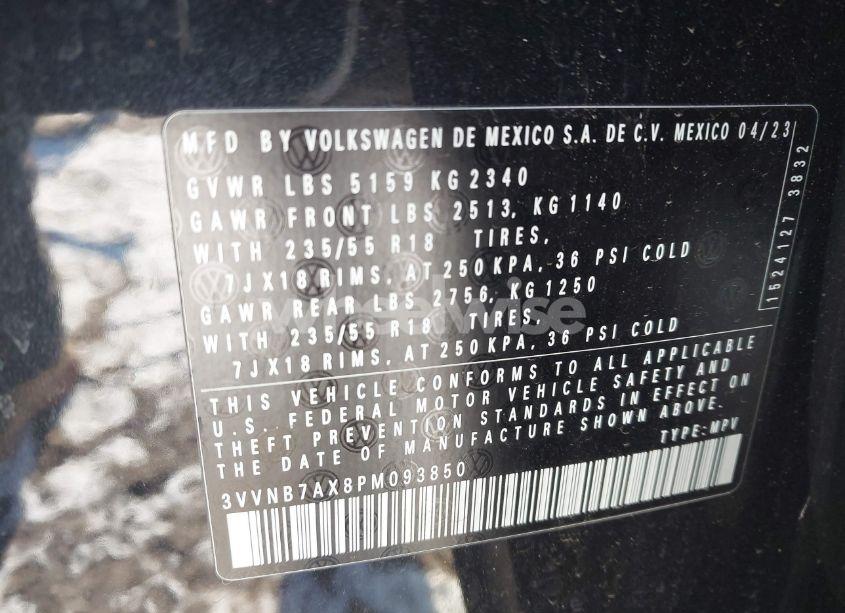 MFD BY VOLKSWAGEN DE MEXICO S.A. DE C.V. MEXICO 04/23
GVWR LBS 5159 KG 2340
GAWR FRONT LBS 2513, KG 1140
WITH 235/55 R18 TIRES,
7JX18 RIMS, AT 250 KPA, 36 PSI COLD
GAWR REAR LBS 2756, KG 1250
WITH 235/55 R18 TIRES,
7JX18 RIMS, AT 250 KPA, 36 PSI COLD
THIS VEHICLE CONFORMS TO ALL APPLICABLE
U.S. FEDERAL MOTOR VEHICLE SAFETY AND
THEFT PREVENTION STANDARDS IN EFFECT ON
THE DATE OF MANUFACTURE SHOWN ABOVE.
TYPE:MPV
3VVNB7AX8PM093850
1524127 3832
wheelwise